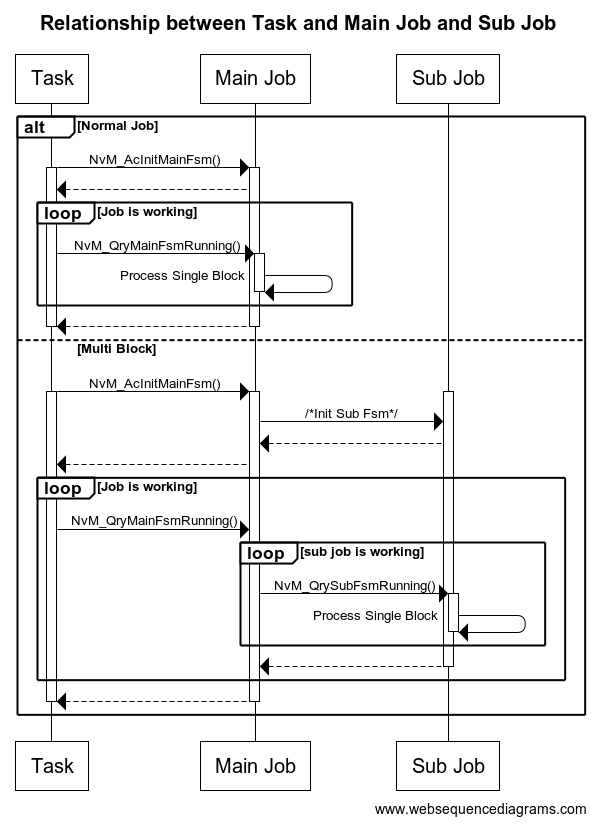 Relationship between Task and Main Job and Sub Job
Task Main Job Sub Job
alt [Normal Job]
NvM_AcInitMainFsm()
loop [Job is working]
NvM_QryMainFsmRunning()
Process Single Block
[Multi Block]
NvM_AcInitMainFsm()
/*Init Sub Fsm*/
loop [Job is working]
NvM_QryMainFsmRunning()
loop [sub job is working]
NvM_QrySubFsmRunning()
Process Single Block
Task Main Job Sub Job
www.websequencediagrams.com